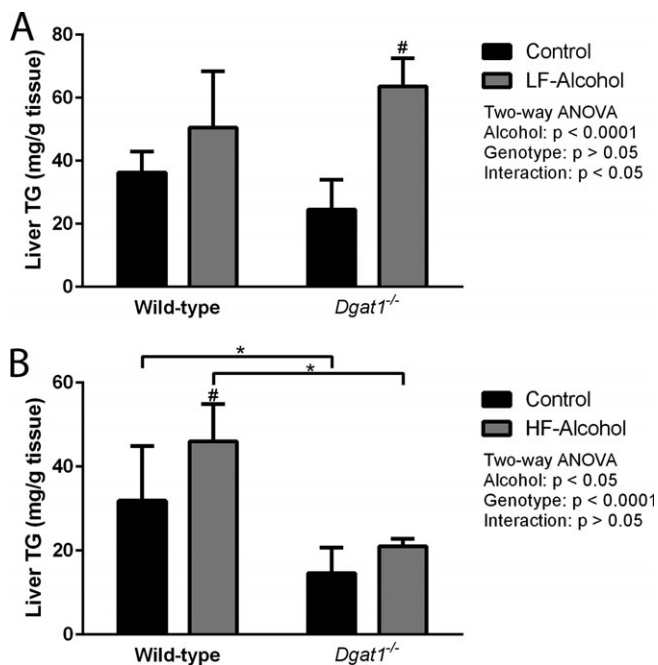 A
80
60
40
20
0
Liver TG (mg/g tissue)
#
Wild-type
Dgat1-/-
Control
LF-Alcohol
Two-way ANOVA
Alcohol: p < 0.0001
Genotype: p > 0.05
Interaction: p < 0.05
B
60
40
20
0
Liver TG (mg/g tissue)
*
*
#
Wild-type
Dgat1-/-
Control
HF-Alcohol
Two-way ANOVA
Alcohol: p < 0.05
Genotype: p < 0.0001
Interaction: p > 0.05